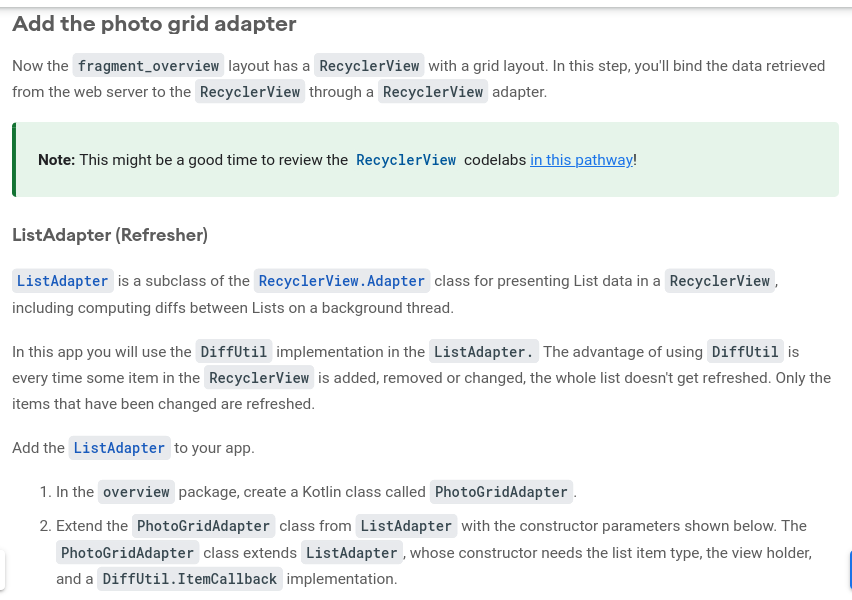 Add the photo grid adapter
Now the fragment_overview layout has a RecyclerView with a grid layout. In this step, you'll bind the data retrieved
from the web server to the RecyclerView through a RecyclerView adapter.
Note: This might be a good time to review the RecyclerView codelabs in this pathway!
ListAdapter (Refresher)
ListAdapter is a subclass of the RecyclerView.Adapter class for presenting List data in a RecyclerView,
including computing diffs between Lists on a background thread.
In this app you will use the DiffUtil implementation in the ListAdapter. The advantage of using DiffUtil is
every time some item in the RecyclerView is added, removed or changed, the whole list doesn't get refreshed. Only the
items that have been changed are refreshed.
Add the ListAdapter to your app.
1. In the overview package, create a Kotlin class called PhotoGridAdapter.
2. Extend the PhotoGridAdapter class from ListAdapter with the constructor parameters shown below. The
PhotoGridAdapter class extends ListAdapter, whose constructor needs the list item type, the view holder,
and a DiffUtil.ItemCallback implementation.